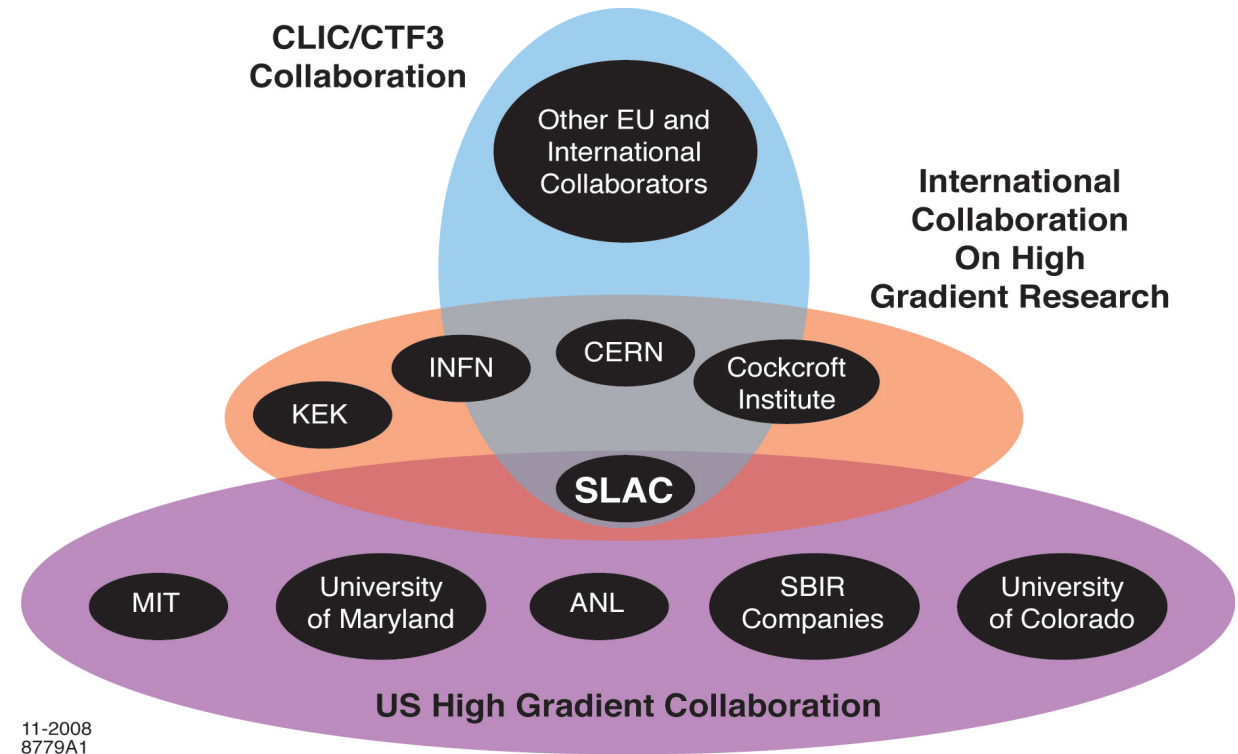 CLIC/CTF3
Collaboration
Other EU and
International
Collaborators
International
Collaboration
On High
Gradient Research
INFN
CERN
Cockcroft
Institute
KEK
SLAC
MIT
University
of Maryland
ANL
SBIR
Companies
University
of Colorado
US High Gradient Collaboration
11-2008
8779A1